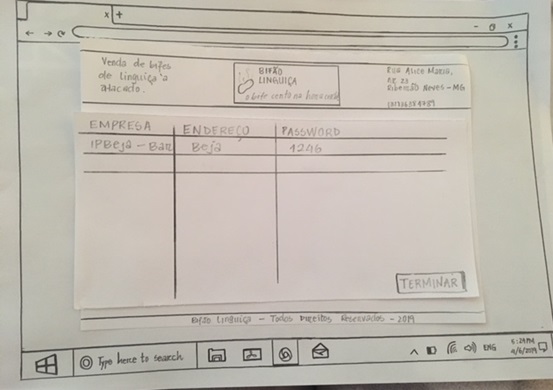 x +
- x
Venda de bifes
de linguiça a
atacado.
BIFÃO
LINGUIÇA
o bife certo na hora certa
Rua Alice Maria,
nº 23
Ribeirão Neves - MG
EMPRESA ENDEREÇO PASSWORD
IPBeja - Bar Beja 1246
TERMINAR
Bifão Linguiça - Todos Direitos Reservados - 2019
Type here to search
ENG
5:29 PM
4/6/2019